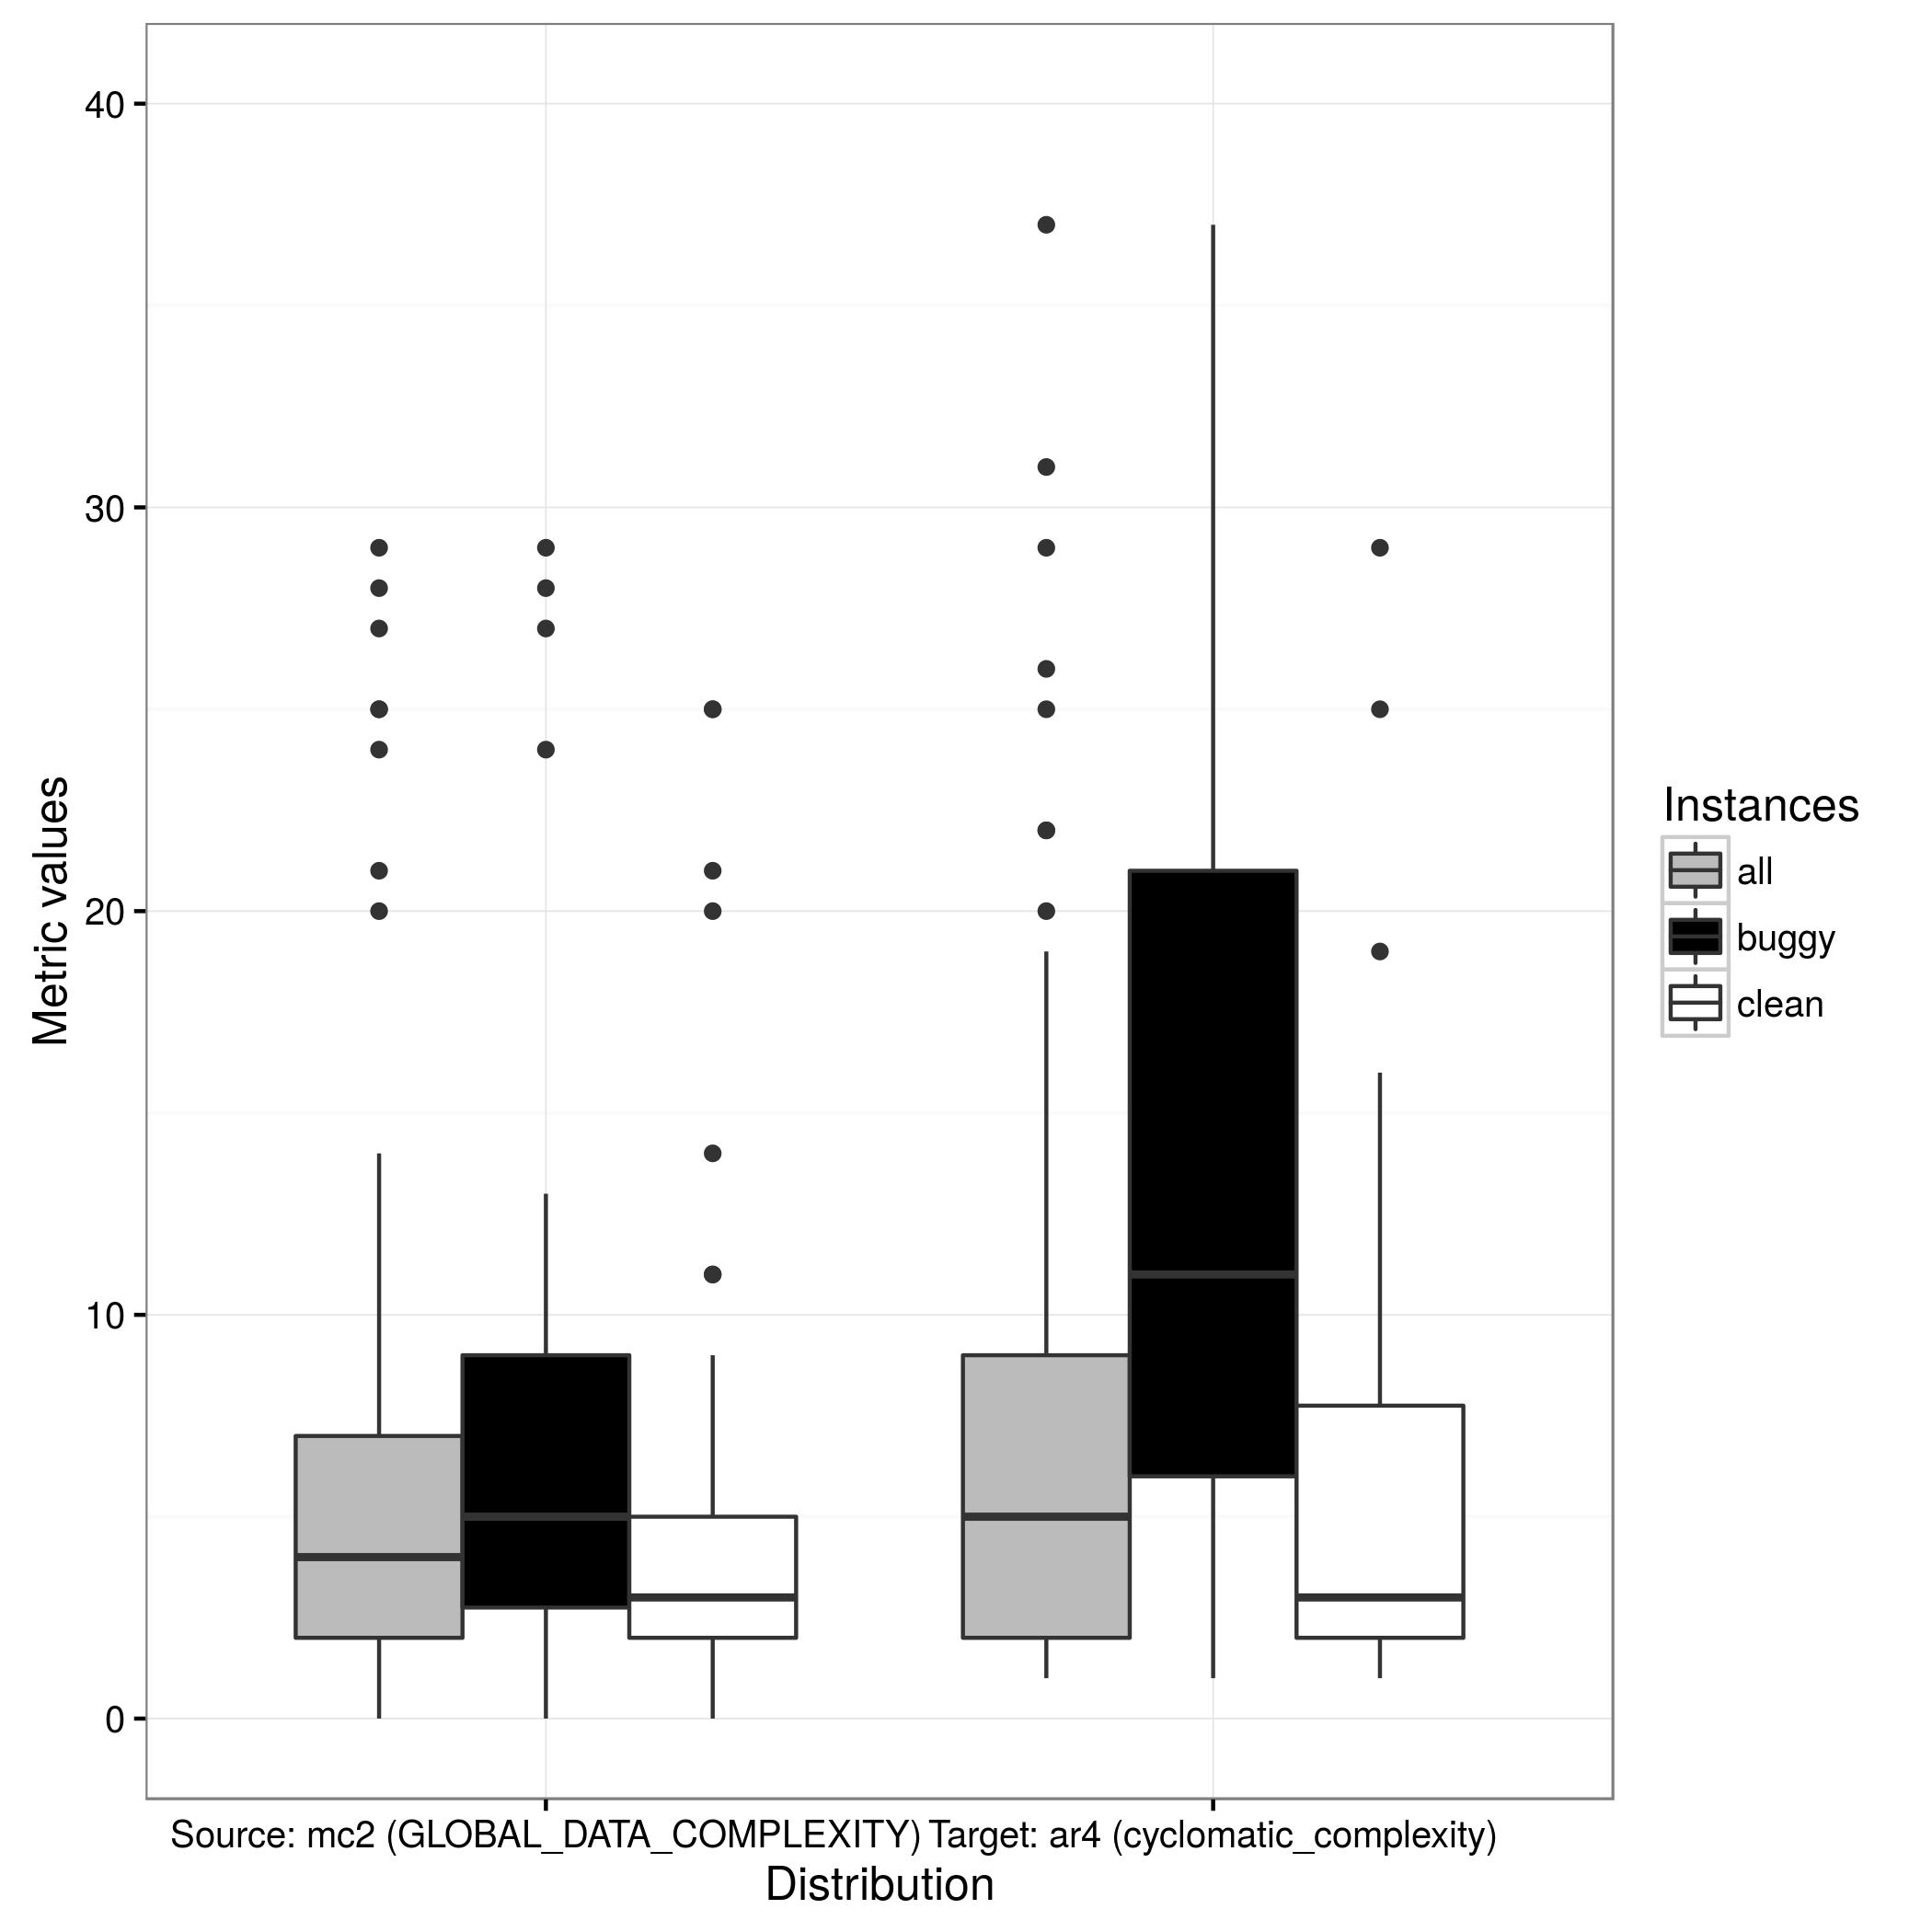 Metric values
40
30
20
10
0
Source: mc2 (GLOBAL_DATA_COMPLEXITY) Target: ar4 (cyclomatic_complexity)
Distribution
Instances
all
buggy
clean